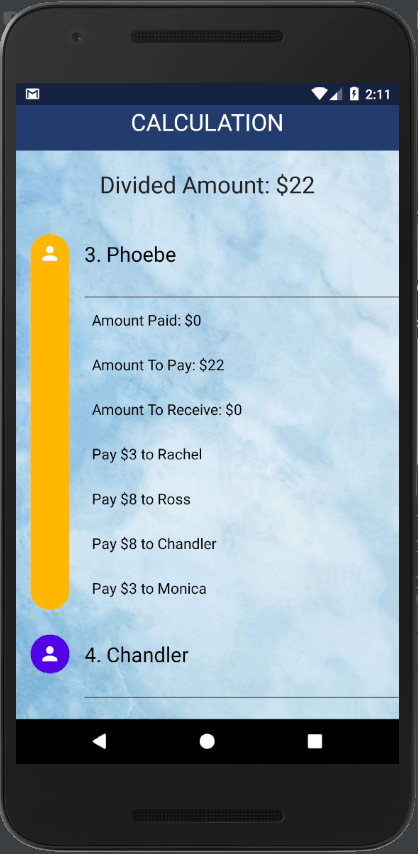 2:11
CALCULATION
Divided Amount: $22
3. Phoebe
Amount Paid: $0
Amount To Pay: $22
Amount To Receive: $0
Pay $3 to Rachel
Pay $8 to Ross
Pay $8 to Chandler
Pay $3 to Monica
4. Chandler